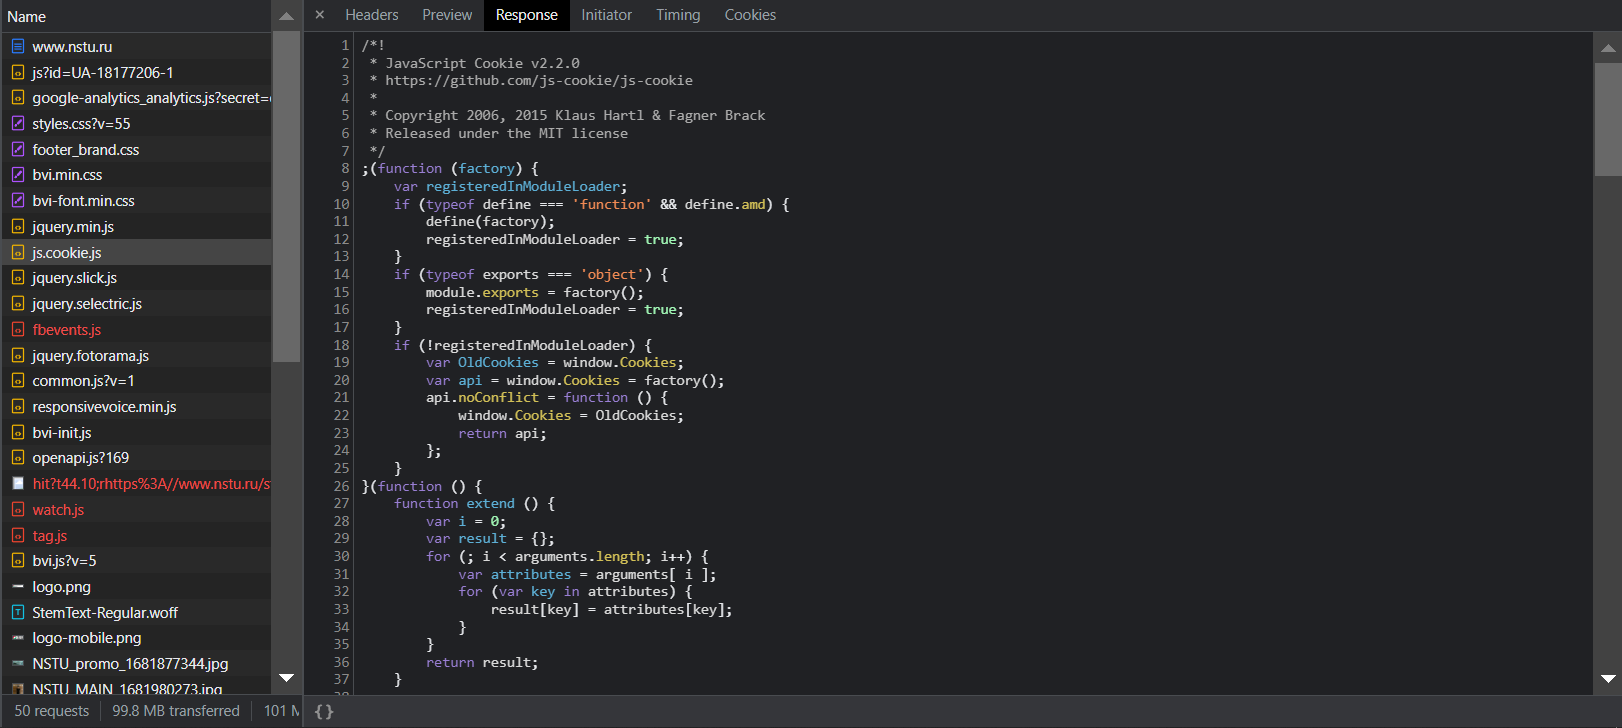 Name
www.nstu.ru
js?id=UA-18177206-1
google-analytics_analytics.js?secret=
styles.css?v=55
footer_brand.css
bvi.min.css
bvi-font.min.css
jquery.min.js
js.cookie.js
jquery.slick.js
jquery.selectric.js
fbevents.js
jquery.fotorama.js
common.js?v=1
responsivevoice.min.js
bvi-init.js
openapi.js?169
hit?t44.10;rhttps%3A//www.nstu.ru/s
watch.js
tag.js
bvi.js?v=5
logo.png
StemText-Regular.woff
logo-mobile.png
NSTU_promo_1681877344.jpg
NSTU_MAIN_1681980273.jpg
50 requests 99.8 MB transferred 101 M
× Headers Preview Response Initiator Timing Cookies
1 /*!
2  * JavaScript Cookie v2.2.0
3  * https://github.com/js-cookie/js-cookie
4  *
5  * Copyright 2006, 2015 Klaus Hartl & Fagner Brack
6  * Released under the MIT license
7  */
8 ;(function (factory) {
9     var registeredInModuleLoader;
10     if (typeof define === 'function' && define.amd) {
11         define(factory);
12         registeredInModuleLoader = true;
13     }
14     if (typeof exports === 'object') {
15         module.exports = factory();
16         registeredInModuleLoader = true;
17     }
18     if (!registeredInModuleLoader) {
19         var OldCookies = window.Cookies;
20         var api = window.Cookies = factory();
21         api.noConflict = function () {
22             window.Cookies = OldCookies;
23             return api;
24         };
25     }
26 }(function () {
27     function extend () {
28         var i = 0;
29         var result = {};
30         for (; i < arguments.length; i++) {
31             var attributes = arguments[ i ];
32             for (var key in attributes) {
33                 result[key] = attributes[key];
34             }
35         }
36         return result;
37     }
38
{}